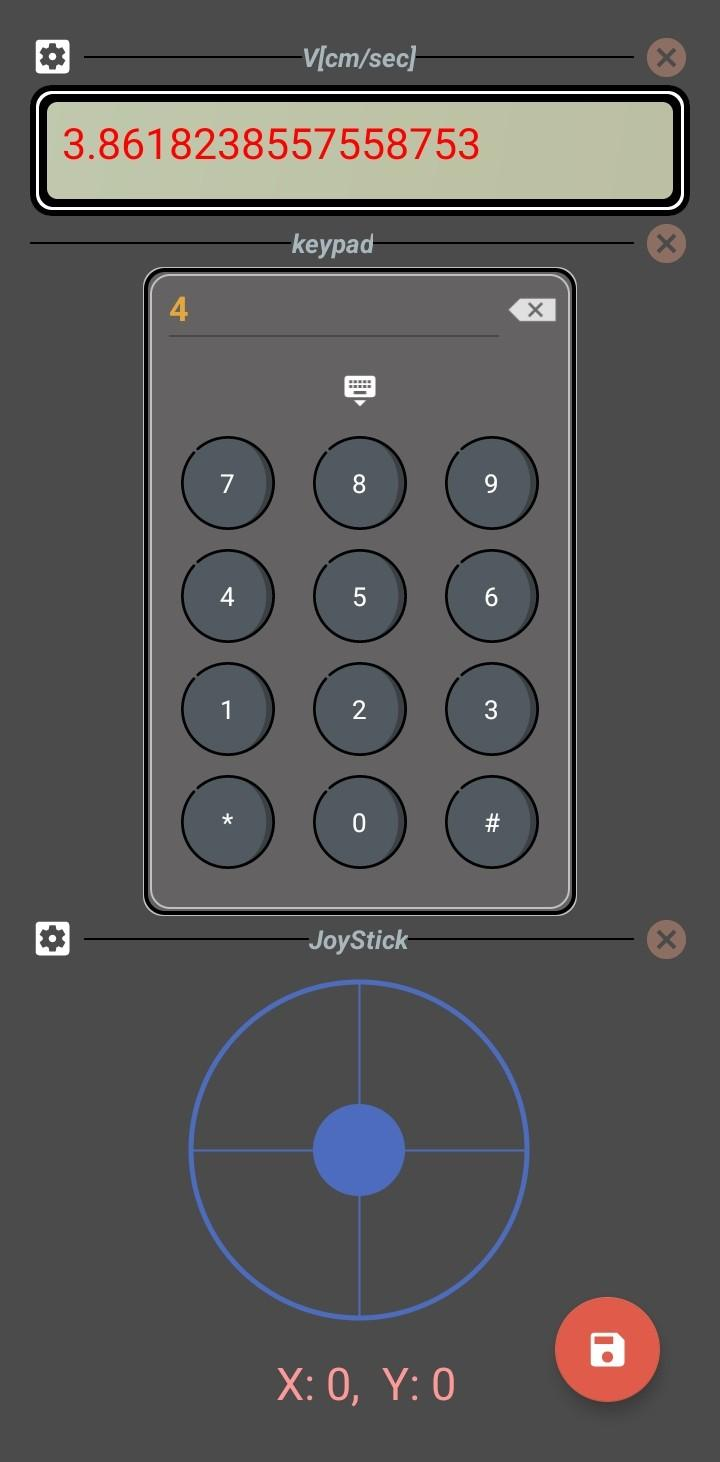 V[cm/sec]
3.8618238557558753
keypad
4
7 8 9
4 5 6
1 2 3
* 0 #
JoyStick
X: 0, Y: 0